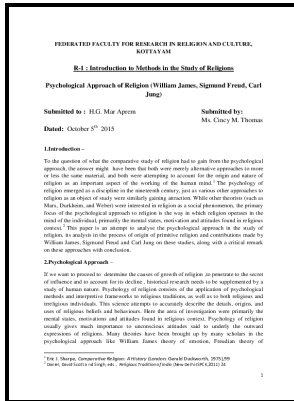 FEDERATED FACULTY FOR RESEARCH IN RELIGION AND CULTURE,
KOTTAYAM
R-1 : Introduction to Methods in the Study of Religions
Psychological Approach of Religion (William James, Sigmund Freud, Carl
Jung)
Submitted to : H.G. Mar Aprem Submitted by:
Ms. Cincy M. Thomas
Dated: October 5th 2015
1.Introduction –
To the question of what the comparative study of religion had to gain from the psychological
approach, the answer might have been that both were merely alternative approaches to more
or less the same material, and both were attempting to account for the origin and nature of
religion as an important aspect of the working of the human mind.1 The psychology of
religion emerged as a discipline in the nineteenth century, just as various other approaches to
religion as an object of study were similarly gaining attraction. While other theorists (such as
Marx, Durkheim, and Weber) were interested in religion as a social phenomenon, the primary
focus of the psychological approach to religion is the way in which religion operates in the
mind of the individual, primarily the mental states, motivation and attitudes found in religious
context.2 This paper is an attempt to analyse the psychological approach in the study of
religion, its analysis in the process of origin of primitive religion and contributions made by
William James, Sigmund Freud and Carl Jung on these studies, along with a critical remark
on these approaches with conclusion.
2.Psychological Approach –
If we want to proceed to determine the causes of growth of religion ,to penetrate to the secret
of influence and to account for its decline , historical research needs to be supplemented by a
study of human nature. Psychology of religion consists of the application of psychological
methods and interpretive frameworks to religious traditions, as well as to both religious and
irreligious individuals. This science attempts to accurately describe the details, origins, and
uses of religious beliefs and behaviours. Here the area of investigation were primarily the
mental states, motivations and attitudes found in religious context. Psychology of religion
usually gives much importance to unconscious attitudes said to underly the outward
expressions of religion. Many theories have been brought up by many scholars in the
psychological approach like William James theory of emotion, Freudian theory of
1 Eric J. Sharpe, Comparative Religion: A History (London: Gerald Duckworth, 1975),99
2 Daniel, David Scott and Singh, eds., Religious Traditions of India (New Delhi:SPCK,2011) 24
1